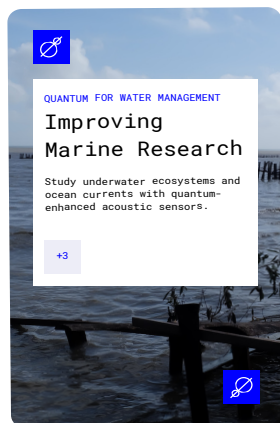 QUANTUM FOR WATER MANAGEMENT
Improving
Marine Research
Study underwater ecosystems and
ocean currents with quantum-
enhanced acoustic sensors.
+3